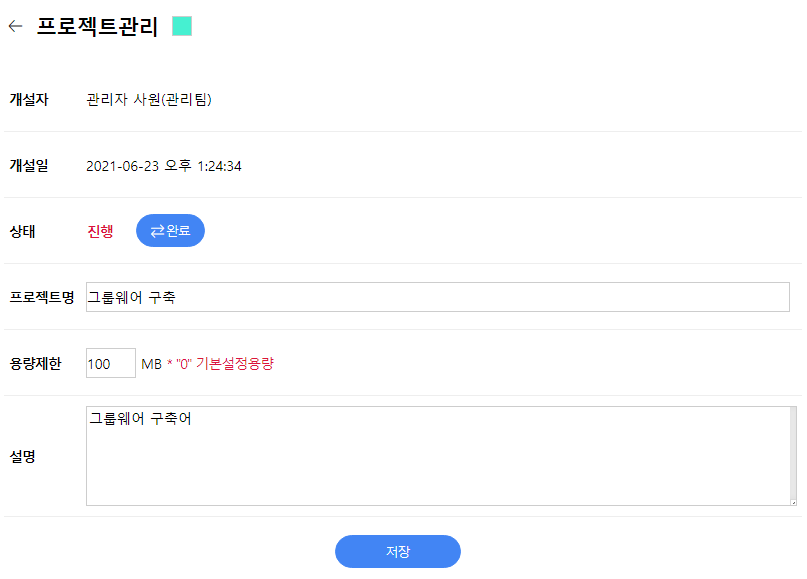 ← 프로젝트관리
개설자 관리자 사원(관리팀)
개설일 2021-06-23 오후 1:24:34
상태 진행 ⇄완료
프로젝트명 그룹웨어 구축
용량제한 100 MB * "0" 기본설정용량
설명 그룹웨어 구축어
저장